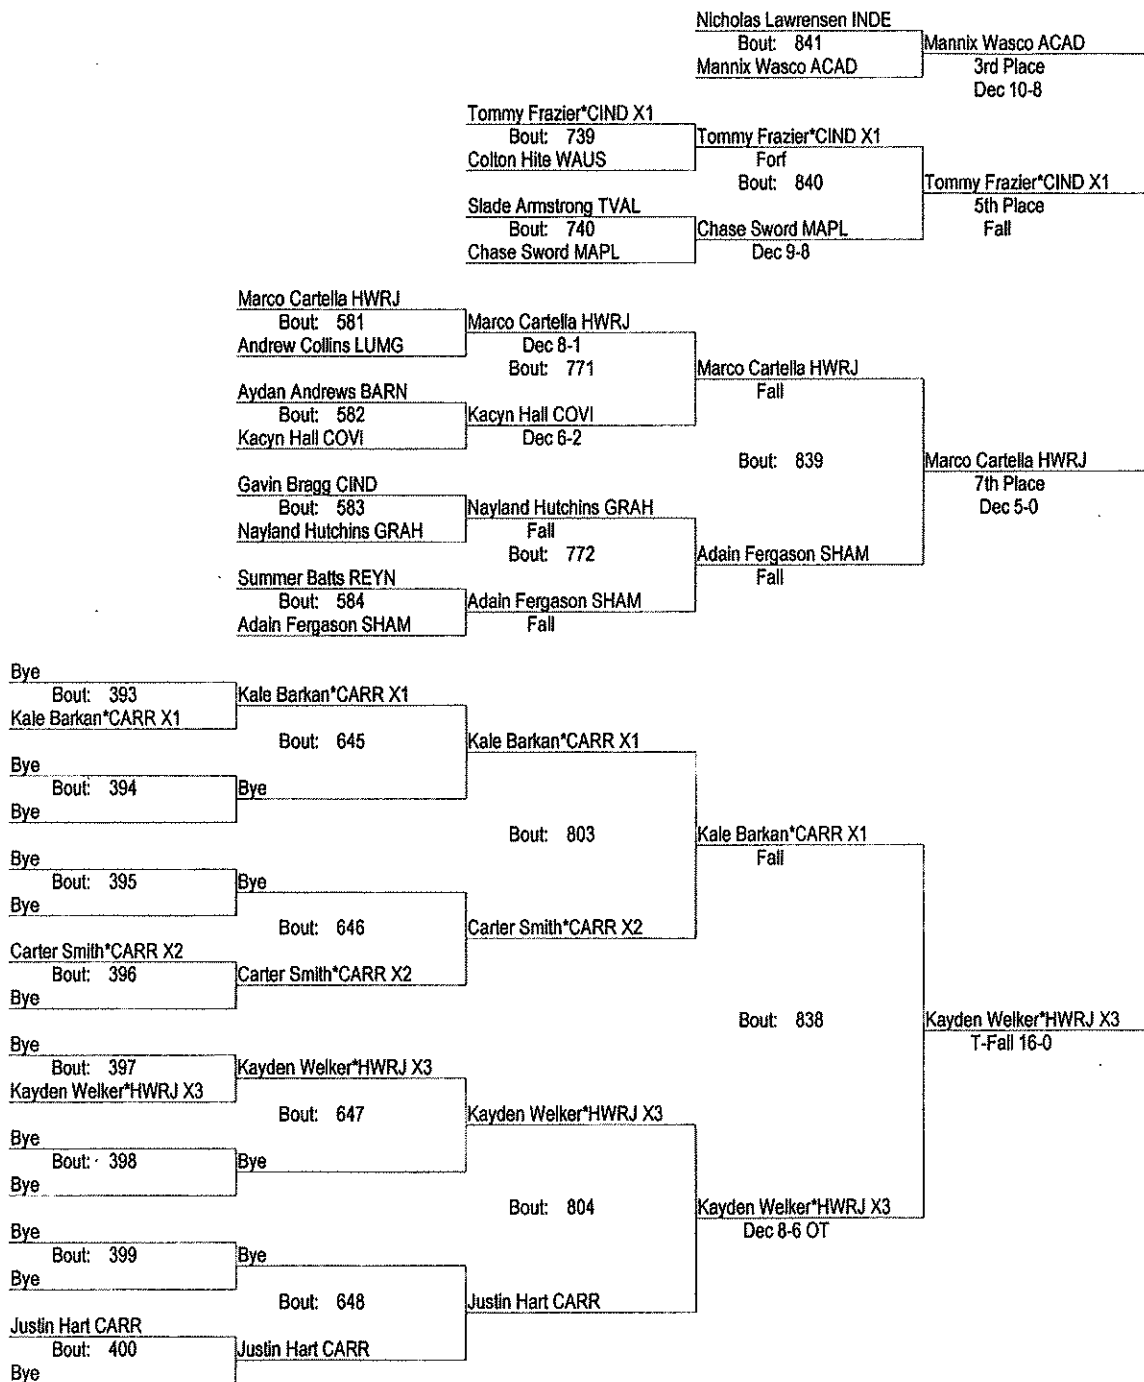 Nicholas Lawrensen INDE
Bout: 841
Mannix Wasco ACAD
Mannix Wasco ACAD
3rd Place
Dec 10-8
Tommy Frazier*CIND X1
Bout: 739
Colton Hite WAUS
Tommy Frazier*CIND X1
Forf
Bout: 840
Tommy Frazier*CIND X1
5th Place
Fall
Slade Armstrong TVAL
Bout: 740
Chase Sword MAPL
Chase Sword MAPL
Dec 9-8
Marco Cartella HWRJ
Bout: 581
Andrew Collins LUMG
Marco Cartella HWRJ
Dec 8-1
Bout: 771
Marco Cartella HWRJ
Fall
Aydan Andrews BARN
Bout: 582
Kacyn Hall COVI
Kacyn Hall COVI
Dec 6-2
Bout: 839
Marco Cartella HWRJ
7th Place
Dec 5-0
Gavin Bragg CIND
Bout: 583
Nayland Hutchins GRAH
Nayland Hutchins GRAH
Fall
Bout: 772
Adain Fergason SHAM
Fall
Summer Batts REYN
Bout: 584
Adain Fergason SHAM
Adain Fergason SHAM
Fall
Bye
Bout: 393
Kale Barkan*CARR X1
Kale Barkan*CARR X1
Bout: 645
Kale Barkan*CARR X1
Bye
Bout: 394
Bye
Bye
Bout: 803
Kale Barkan*CARR X1
Fall
Bye
Bout: 395
Bye
Bye
Bout: 646
Carter Smith*CARR X2
Carter Smith*CARR X2
Bout: 396
Bye
Carter Smith*CARR X2
Bout: 838
Kayden Welker*HWRJ X3
T-Fall 16-0
Bye
Bout: 397
Kayden Welker*HWRJ X3
Kayden Welker*HWRJ X3
Bout: 647
Kayden Welker*HWRJ X3
Bye
Bout: 398
Bye
Bye
Bout: 804
Kayden Welker*HWRJ X3
Dec 8-6 OT
Bye
Bout: 399
Bye
Bye
Bout: 648
Justin Hart CARR
Justin Hart CARR
Bout: 400
Bye
Justin Hart CARR